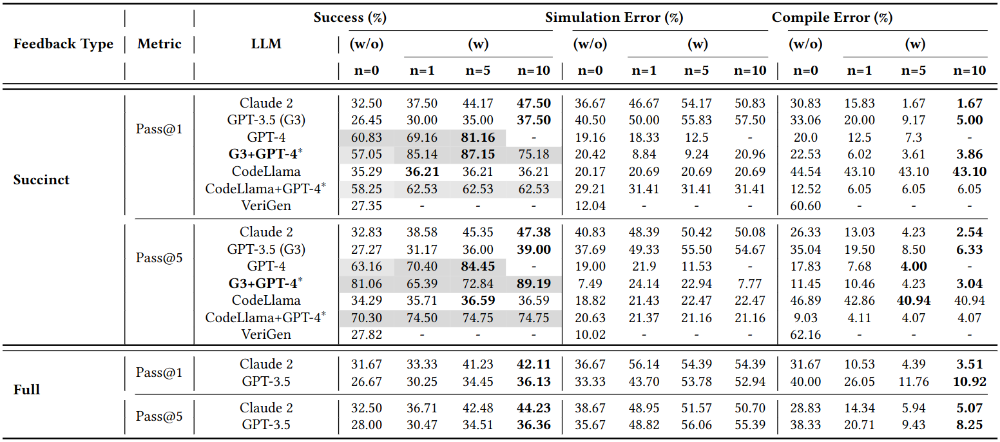 Success (%) Simulation Error (%) Compile Error (%)
Feedback Type Metric LLM (w/o) (w) (w/o) (w) (w/o) (w)
n=0 n=1 n=5 n=10 n=0 n=1 n=5 n=10 n=0 n=1 n=5 n=10
Succinct
Pass@1
Claude 2 32.50 37.50 44.17 47.50 36.67 46.67 54.17 50.83 30.83 15.83 1.67 1.67
GPT-3.5 (G3) 26.45 30.00 35.00 37.50 40.50 50.00 55.83 57.50 33.06 20.00 9.17 5.00
GPT-4 60.83 69.16 81.16 - 19.16 18.33 12.5 - 20.0 12.5 7.3 -
G3+GPT-4* 57.05 85.14 87.15 75.18 20.42 8.84 9.24 20.96 22.53 6.02 3.61 3.86
CodeLlama 35.29 36.21 36.21 36.21 20.17 20.69 20.69 20.69 44.54 43.10 43.10 43.10
CodeLlama+GPT-4* 58.25 62.53 62.53 62.53 29.21 31.41 31.41 31.41 12.52 6.05 6.05 6.05
VeriGen 27.35 - - - 12.04 - - - 60.60 - - -
Pass@5
Claude 2 32.83 38.58 45.35 47.38 40.83 48.39 50.42 50.08 26.33 13.03 4.23 2.54
GPT-3.5 (G3) 27.27 31.17 36.00 39.00 37.69 49.33 55.50 54.67 35.04 19.50 8.50 6.33
GPT-4 63.16 70.40 84.45 - 19.00 21.9 11.53 - 17.83 7.68 4.00 -
G3+GPT-4* 81.06 65.39 72.84 89.19 7.49 24.14 22.94 7.77 11.45 10.46 4.23 3.04
CodeLlama 34.29 35.71 36.59 36.59 18.82 21.43 22.47 22.47 46.89 42.86 40.94 40.94
CodeLlama+GPT-4* 70.30 74.50 74.75 74.75 20.63 21.37 21.16 21.16 9.03 4.11 4.07 4.07
VeriGen 27.82 - - - 10.02 - - - 62.16 - - -
Full
Pass@1
Claude 2 31.67 33.33 41.23 42.11 36.67 56.14 54.39 54.39 31.67 10.53 4.39 3.51
GPT-3.5 26.67 30.25 34.45 36.13 33.33 43.70 53.78 52.94 40.00 26.05 11.76 10.92
Pass@5
Claude 2 32.50 36.71 42.48 44.23 38.67 48.95 51.57 50.70 28.83 14.34 5.94 5.07
GPT-3.5 28.00 30.47 34.51 36.36 35.67 48.82 56.06 55.39 38.33 20.71 9.43 8.25